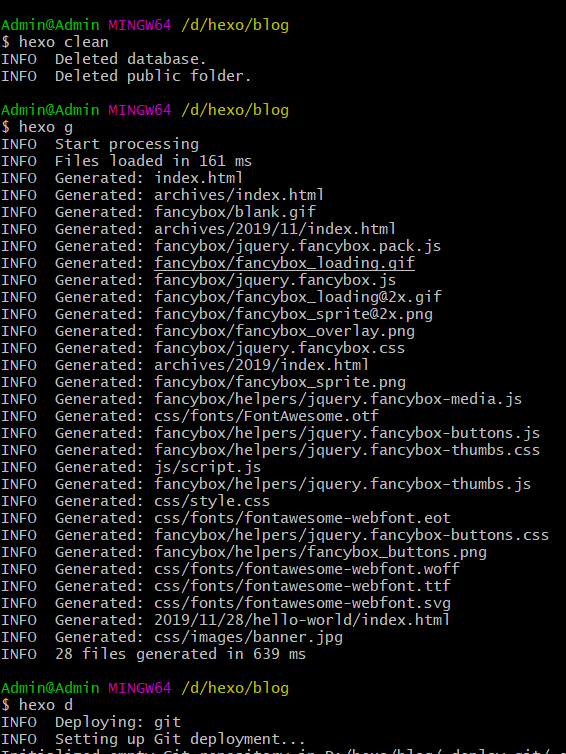 Admin@Admin MINGW64 /d/hexo/blog
$ hexo clean
INFO  Deleted database.
INFO  Deleted public folder.
Admin@Admin MINGW64 /d/hexo/blog
$ hexo g
INFO  Start processing
INFO  Files loaded in 161 ms
INFO  Generated: index.html
INFO  Generated: archives/index.html
INFO  Generated: fancybox/blank.gif
INFO  Generated: archives/2019/11/index.html
INFO  Generated: fancybox/jquery.fancybox.pack.js
INFO  Generated: fancybox/fancybox_loading.gif
INFO  Generated: fancybox/jquery.fancybox.js
INFO  Generated: fancybox/fancybox_loading@2x.gif
INFO  Generated: fancybox/fancybox_sprite@2x.png
INFO  Generated: fancybox/fancybox_overlay.png
INFO  Generated: fancybox/jquery.fancybox.css
INFO  Generated: archives/2019/index.html
INFO  Generated: fancybox/fancybox_sprite.png
INFO  Generated: fancybox/helpers/jquery.fancybox-media.js
INFO  Generated: css/fonts/FontAwesome.otf
INFO  Generated: fancybox/helpers/jquery.fancybox-buttons.js
INFO  Generated: fancybox/helpers/jquery.fancybox-thumbs.css
INFO  Generated: js/script.js
INFO  Generated: fancybox/helpers/jquery.fancybox-thumbs.js
INFO  Generated: css/style.css
INFO  Generated: css/fonts/fontawesome-webfont.eot
INFO  Generated: fancybox/helpers/jquery.fancybox-buttons.css
INFO  Generated: fancybox/helpers/fancybox_buttons.png
INFO  Generated: css/fonts/fontawesome-webfont.woff
INFO  Generated: css/fonts/fontawesome-webfont.ttf
INFO  Generated: css/fonts/fontawesome-webfont.svg
INFO  Generated: 2019/11/28/hello-world/index.html
INFO  Generated: css/images/banner.jpg
INFO  28 files generated in 639 ms
Admin@Admin MINGW64 /d/hexo/blog
$ hexo d
INFO  Deploying: git
INFO  Setting up Git deployment...
Initialized empty Git repository in D:/hexo/blog/.deploy_git/.